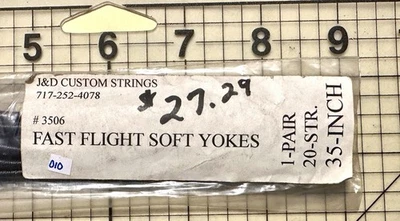 5 6 7 8 9
J&D CUSTOM STRINGS
717-252-4078
$27.29
# 3506
FAST FLIGHT SOFT YOKES
010
1-PAIR
20-STR.
35-INCH